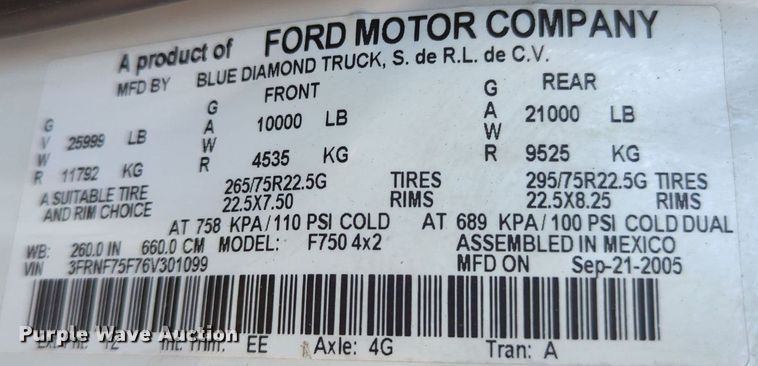 A product of FORD MOTOR COMPANY
MFD BY BLUE DIAMOND TRUCK, S. de R.L. de C.V.
FRONT REAR
GVWR 25999 LB GAWR 10000 LB GAWR 21000 LB
11792 KG 4535 KG 9525 KG
A SUITABLE TIRE 265/75R22.5G TIRES 295/75R22.5G TIRES
AND RIM CHOICE 22.5X7.50 RIMS 22.5X8.25 RIMS
AT 758 KPA/110 PSI COLD AT 689 KPA/100 PSI COLD DUAL
WB: 260.0 IN 660.0 CM MODEL: F750 4x2 ASSEMBLED IN MEXICO
VIN 3FRNF75F76V301099 MFD ON Sep-21-2005
Purple Wave Auction
EE Axle: 4G Tran: A